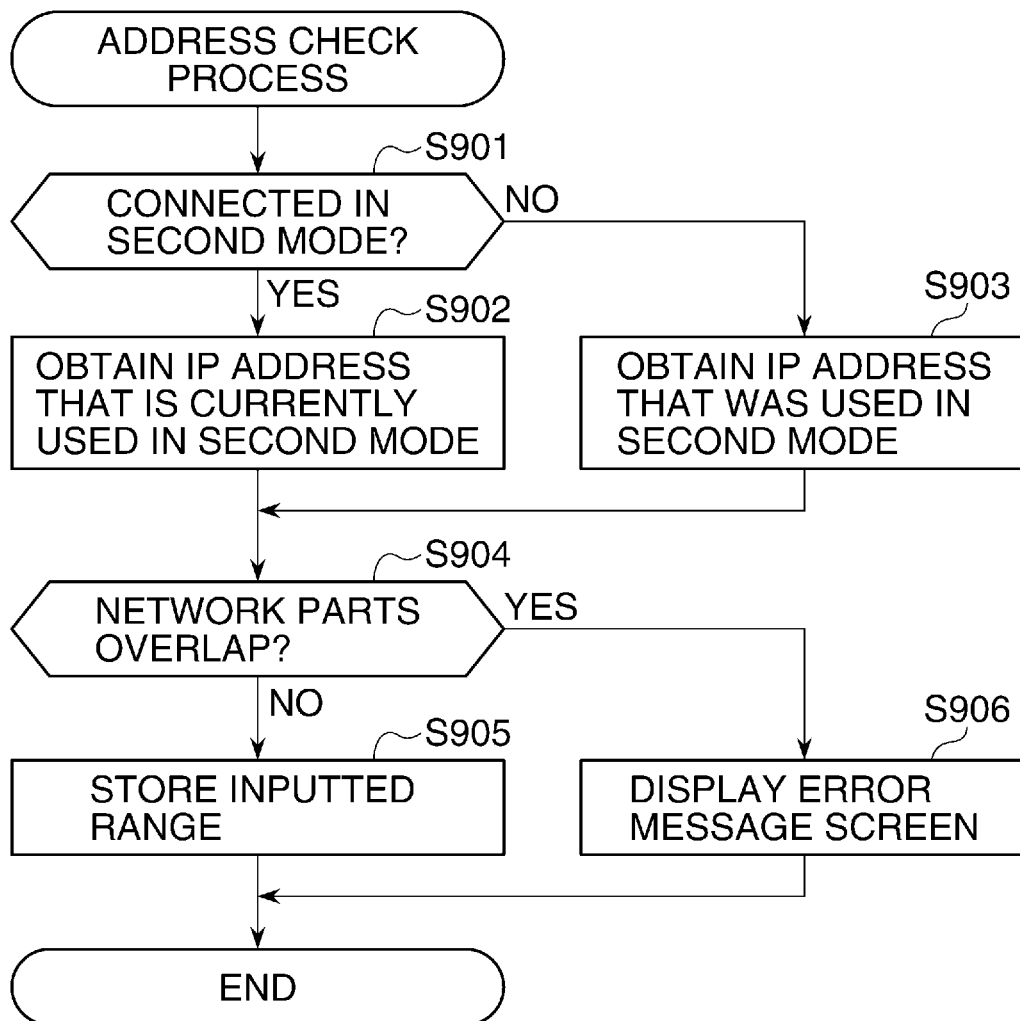 ADDRESS CHECK
PROCESS
S901
CONNECTED IN
SECOND MODE?
NO
YES
S902
OBTAIN IP ADDRESS
THAT IS CURRENTLY
USED IN SECOND MODE
S903
OBTAIN IP ADDRESS
THAT WAS USED IN
SECOND MODE
S904
NETWORK PARTS
OVERLAP?
YES
NO
S905
STORE INPUTTED
RANGE
S906
DISPLAY ERROR
MESSAGE SCREEN
END